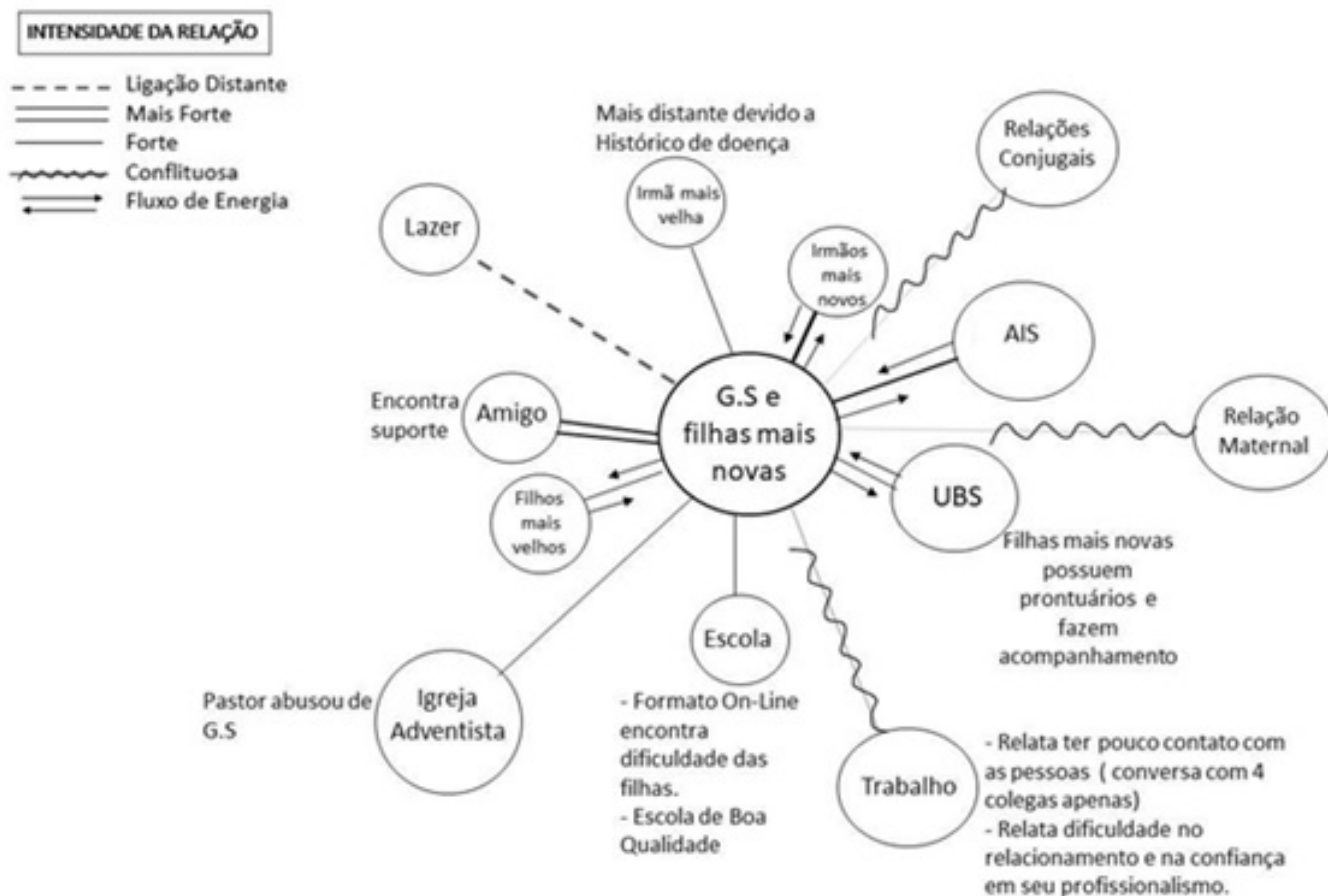 INTENSIDADE DA RELAÇÃO
Ligação Distante
Mais Forte
Forte
Conflituosa
Fluxo de Energia
Mais distante devido a
Histórico de doença
Irmã mais
velha
Relações
Conjugais
Lazer
Irmãos
mais
novos
AIS
G.S e
filhas mais
novas
Encontra
suporte
Amigo
Relação
Maternal
Filhos
mais
velhos
UBS
Filhas mais novas
possuem
prontuários e
fazem
acompanhamento
Escola
- Formato On-Line
encontra
dificuldade das
filhas.
- Escola de Boa
Qualidade
Pastor abusou de
G.S
Igreja
Adventista
Trabalho
- Relata ter pouco contato com
as pessoas ( conversa com 4
colegas apenas)
- Relata dificuldade no
relacionamento e na confiança
em seu profissionalismo.